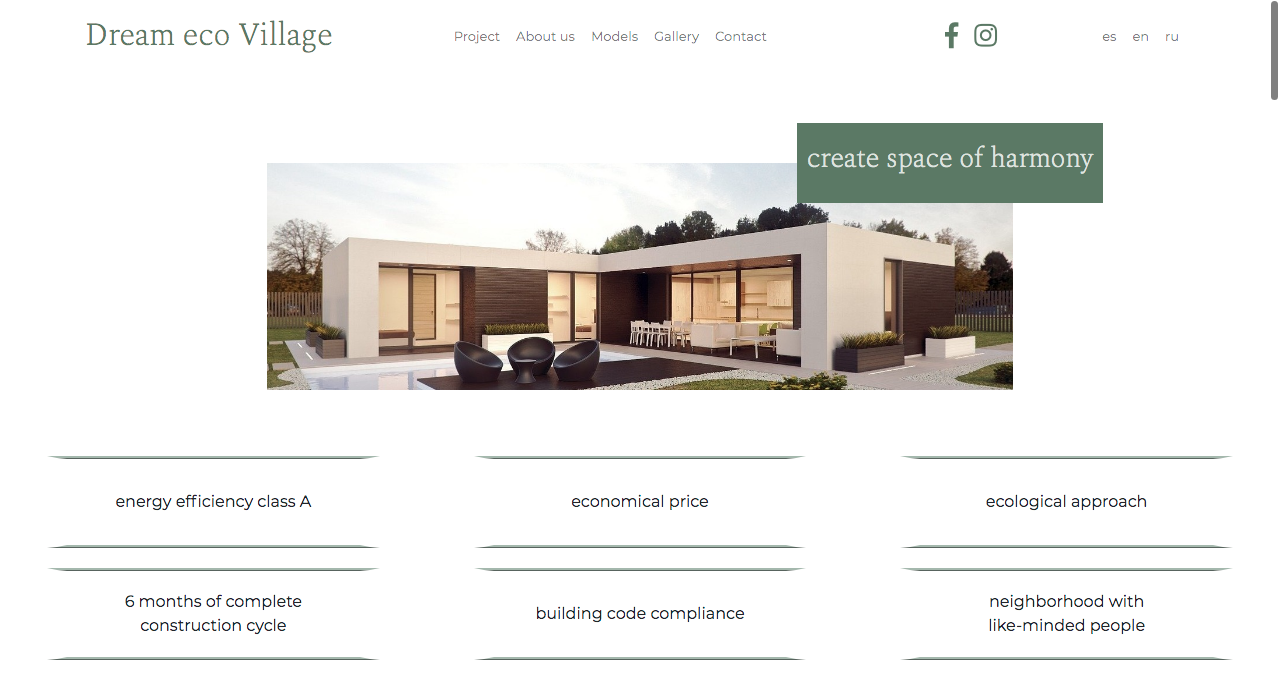 Dream eco Village
Project About us Models Gallery Contact
es en ru
create space of harmony
energy efficiency class A
economical price
ecological approach
6 months of complete
construction cycle
building code compliance
neighborhood with
like-minded people